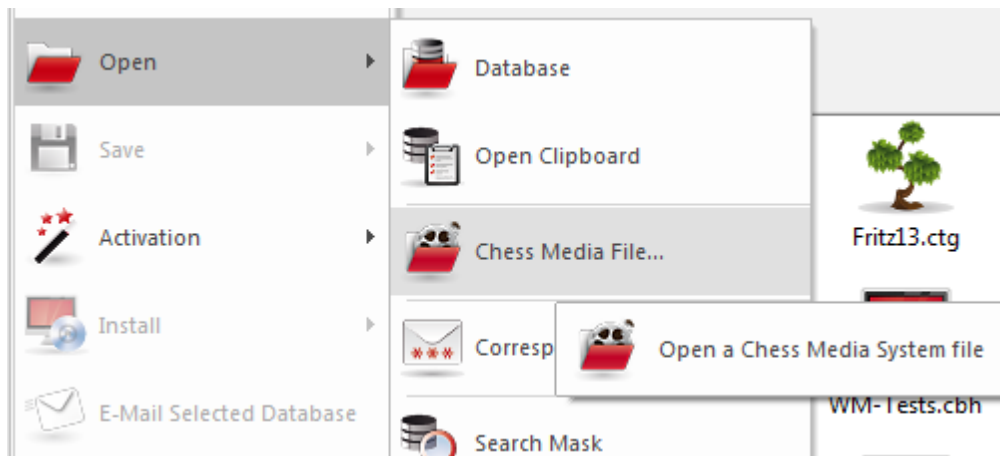 Open
Save
Activation
Install
E-Mail Selected Database
Database
Open Clipboard
Chess Media File...
Corresp
Search Mask
Open a Chess Media System file
Fritz13.ctg
WM-Tests.cbh